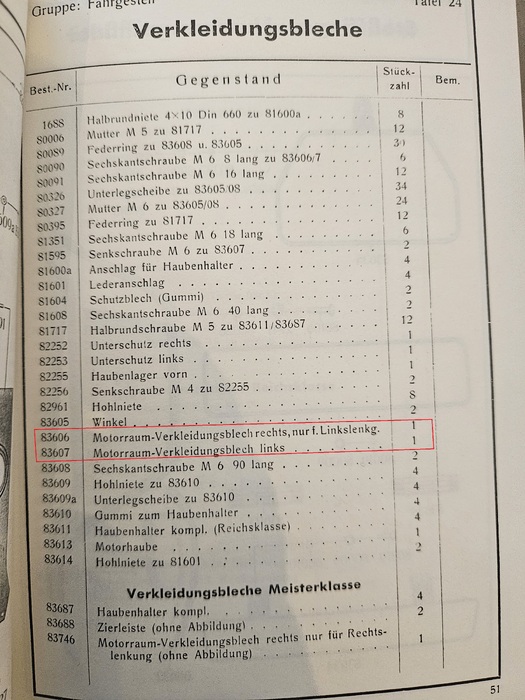 Gruppe: Fahrgestell Tafel 24
Verkleidungsbleche
Best.-Nr. Gegenstand Stück-zahl Bem.
1688 Halbrundniete 4×10 Din 660 zu 81600a . . . . . 8
80006 Mutter M 5 zu 81717 . . . . . . . . . . 12
80089 Federring zu 83608 u. 83605 . . . . . . . . 30
80090 Sechskantschraube M 6 8 lang zu 83606/7 . . . . 6
80091 Sechskantschraube M 6 16 lang . . . . . . . 12
80326 Unterlegscheibe zu 83605/08 . . . . . . . . 34
80327 Mutter M 6 zu 83605/08 . . . . . . . . . 24
80395 Federring zu 81717 . . . . . . . . . . 12
81351 Sechskantschraube M 6 18 lang . . . . . . . 6
81595 Senkschraube M 6 zu 83607 . . . . . . . . 2
81600a Anschlag für Haubenhalter . . . . . . . . 4
81601 Lederanschlag . . . . . . . . . . . . 4
81604 Schutzblech (Gummi) . . . . . . . . . . 2
81608 Sechskantschraube M 6 40 lang . . . . . . . 2
81717 Halbrundschraube M 5 zu 83611/83687 . . . . . 12
82252 Unterschutz rechts . . . . . . . . . . 1
82253 Unterschutz links . . . . . . . . . . . 1
82255 Haubenlager vorn . . . . . . . . . . . 1
82256 Senkschraube M 4 zu 82255 . . . . . . . . 2
82961 Hohlniete . . . . . . . . . . . . . 8
83605 Winkel . . . . . . . . . . . . . . 2
83606 Motorraum-Verkleidungsblech rechts, nur f. Linkslenkg. 1
83607 Motorraum-Verkleidungsblech links . . . . . . 1
83608 Sechskantschraube M 6 90 lang . . . . . . . 2
83609 Hohlniete zu 83610 . . . . . . . . . . 4
83609a Unterlegscheibe zu 83610 . . . . . . . . 4
83610 Gummi zum Haubenhalter . . . . . . . . . 4
83611 Haubenhalter kompl. (Reichsklasse) . . . . . . 4
83613 Motorhaube . . . . . . . . . . . . 1
83614 Hohlniete zu 81601 . . . . . . . . . . 2
Verkleidungsbleche Meisterklasse
83687 Haubenhalter kompl. . . . . . . . . . . 4
83688 Zierleiste (ohne Abbildung) . . . . . . . . 2
83746 Motorraum-Verkleidungsblech rechts nur für Rechts-
lenkung (ohne Abbildung) . . . . . . . . 1
51